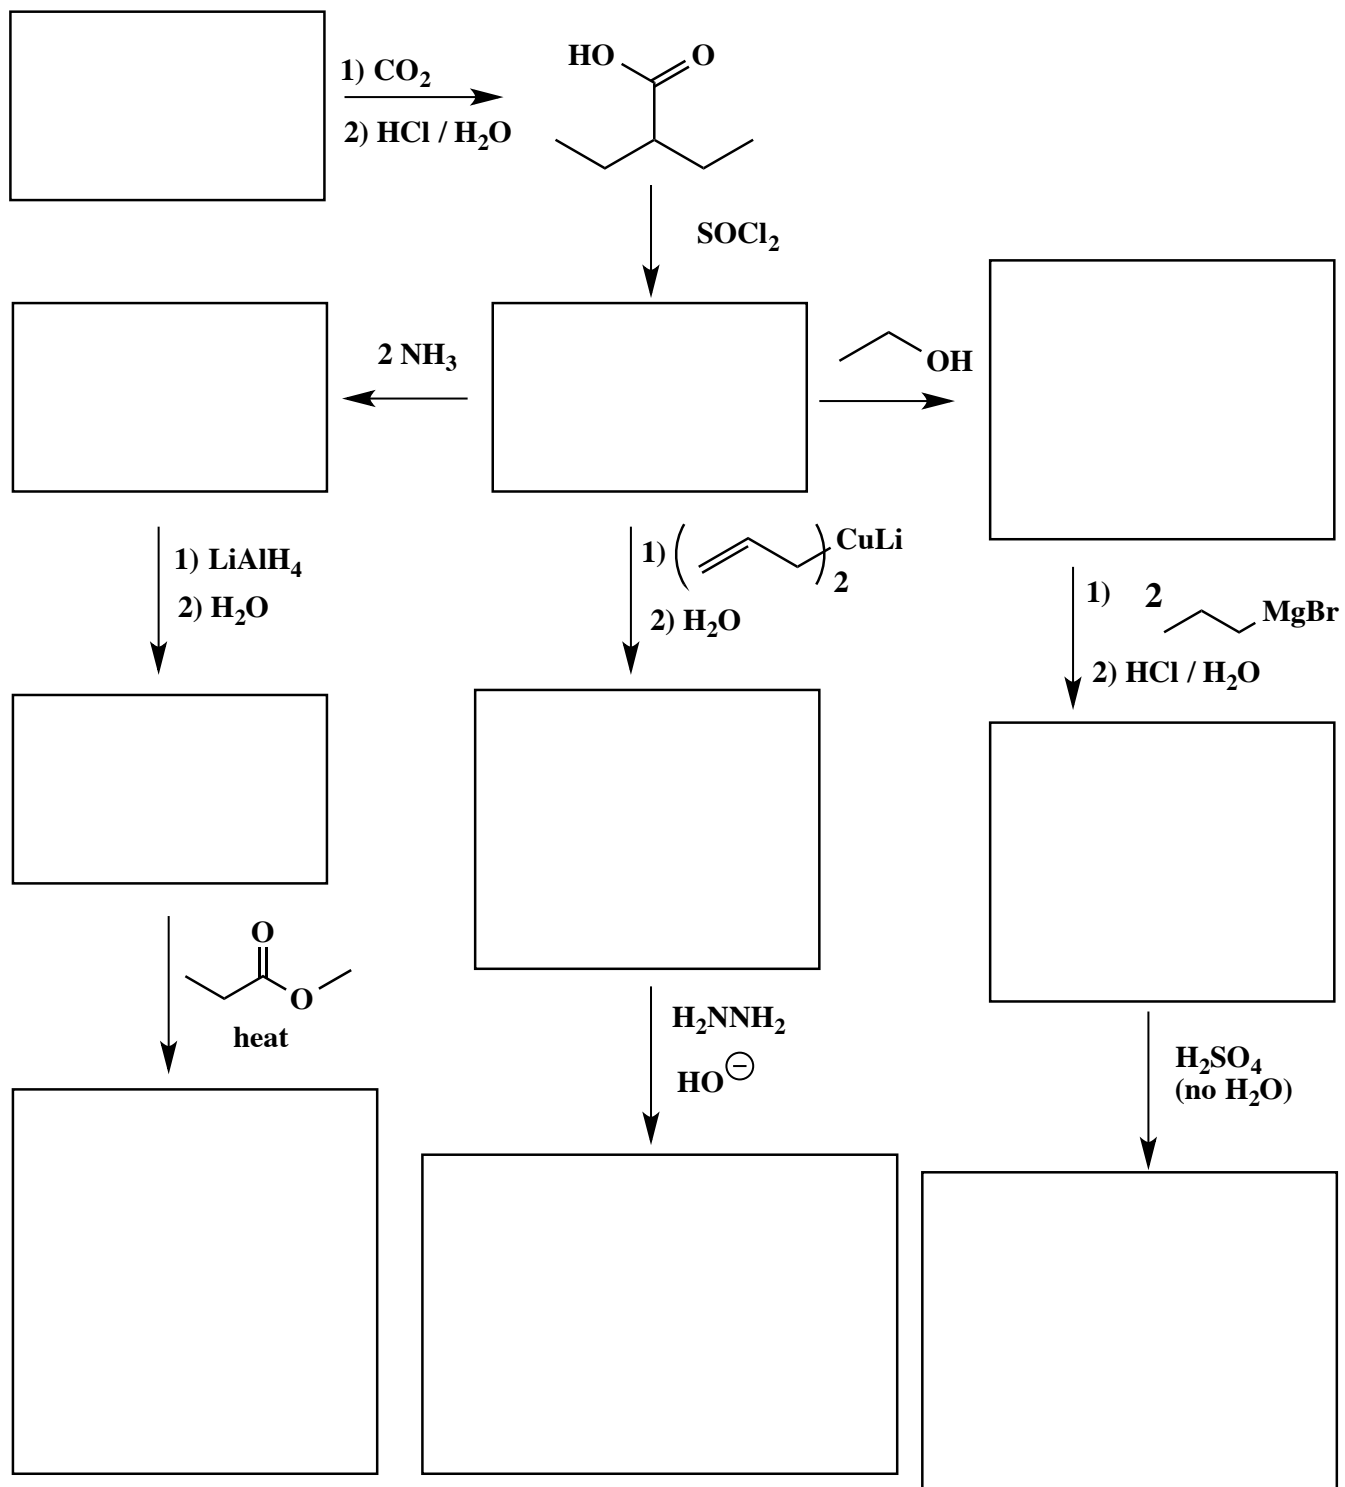 HO O
1) CO₂
2) HCl / H₂O
SOCl₂
2 NH₃
OH
1) LiAlH₄
2) H₂O
1) ( )₂ CuLi
2) H₂O
1) 2 MgBr
2) HCl / H₂O
O
O
heat
H₂NNH₂
HO⊖
H₂SO₄
(no H₂O)